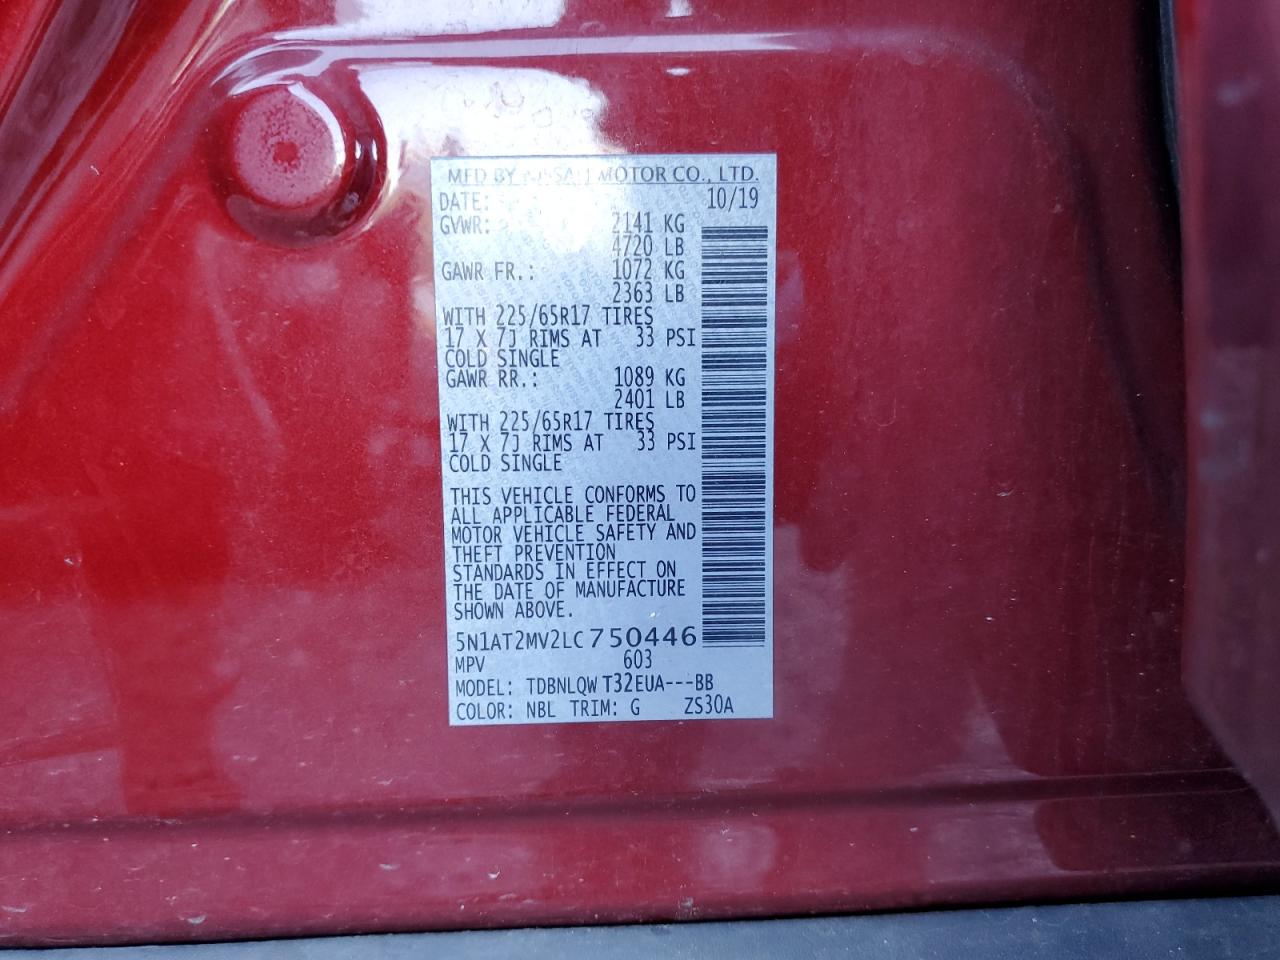 MFD BY NISSAN MOTOR CO., LTD.
DATE: 10/19
GVWR: 2141 KG
4720 LB
GAWR FR.: 1072 KG
2363 LB
WITH 225/65R17 TIRES
17 X 7J RIMS AT 33 PSI
COLD SINGLE
GAWR RR.: 1089 KG
2401 LB
WITH 225/65R17 TIRES
17 X 7J RIMS AT 33 PSI
COLD SINGLE
THIS VEHICLE CONFORMS TO
ALL APPLICABLE FEDERAL
MOTOR VEHICLE SAFETY AND
THEFT PREVENTION
STANDARDS IN EFFECT ON
THE DATE OF MANUFACTURE
SHOWN ABOVE.
5N1AT2MV2LC750446
MPV 603
MODEL: TDBNLQW T32EUA---BB
COLOR: NBL TRIM: G ZS30A